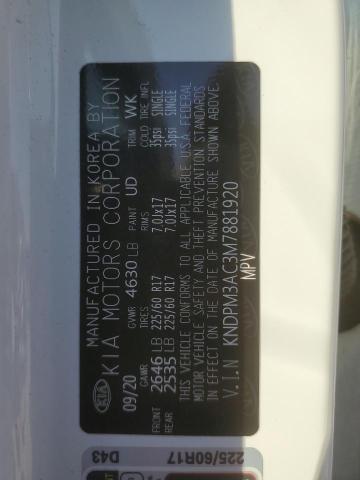 MANUFACTURED IN KOREA BY
KIA MOTORS CORPORATION
KIA
09/20 GVWR 4630 LB PAINT UD TRIM WK
GAWR TIRES RIMS COLD TIRE INFL
FRONT 2646 LB 225/60 R17 7.0Jx17 35psi SINGLE
REAR 2535 LB 225/60 R17 7.0Jx17 35psi SINGLE
THIS VEHICLE CONFORMS TO ALL APPLICABLE U.S.A. FEDERAL
MOTOR VEHICLE SAFETY AND THEFT PREVENTION STANDARDS
IN EFFECT ON THE DATE OF MANUFACTURE SHOWN ABOVE.
V.I.N KNDPM3AC3M7881920
MPV
D43
225/60R17